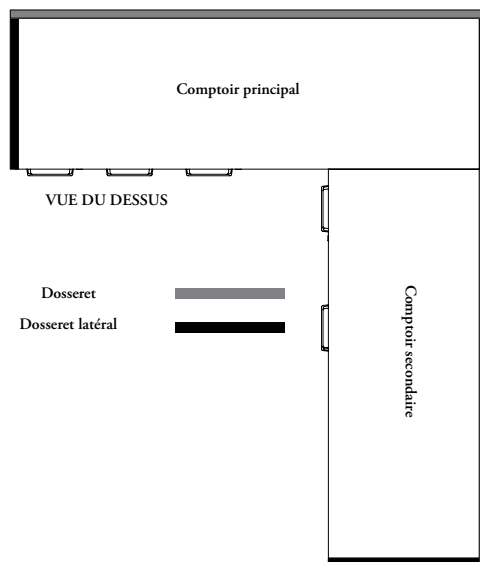 Comptoir principal
VUE DU DESSUS
Dosseret
Dosseret latéral
Comptoir secondaire